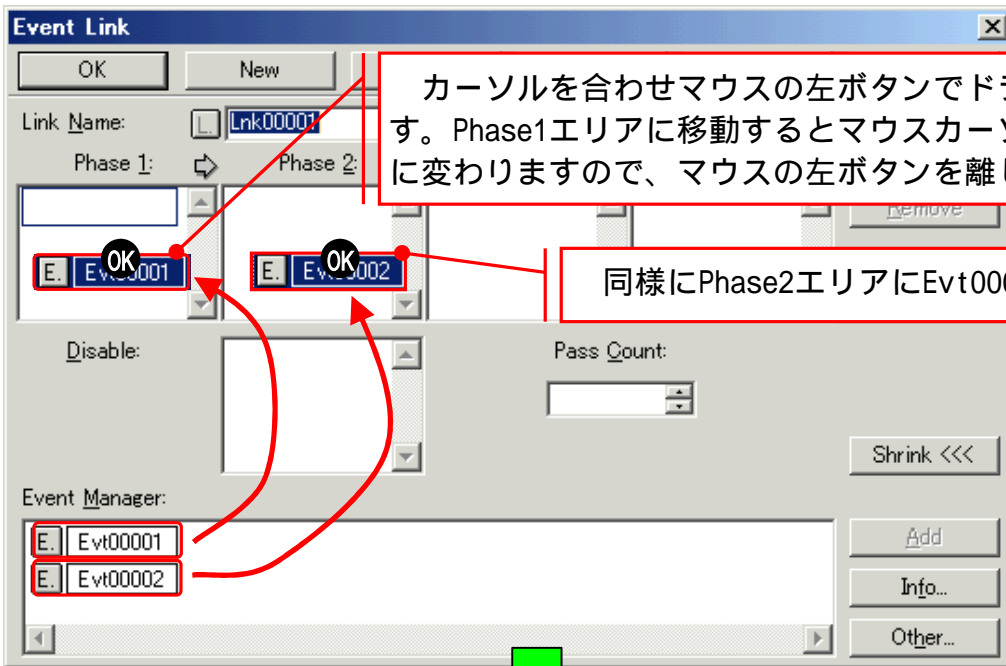 Event Link
OK New
カーソルを合わせマウスの左ボタンでド
す。Phase1エリアに移動するとマウスカー
に変わりますので、マウスの左ボタンを離
Link Name: L. Lnk00001
Phase 1: Phase 2:
Remove
OK OK
E. Evt00001 E. Evt00002
同様にPhase2エリアにEvt00
Disable: Pass Count:
Shrink <<<
Event Manager:
E. Evt00001
Add
E. Evt00002
Info...
Other...